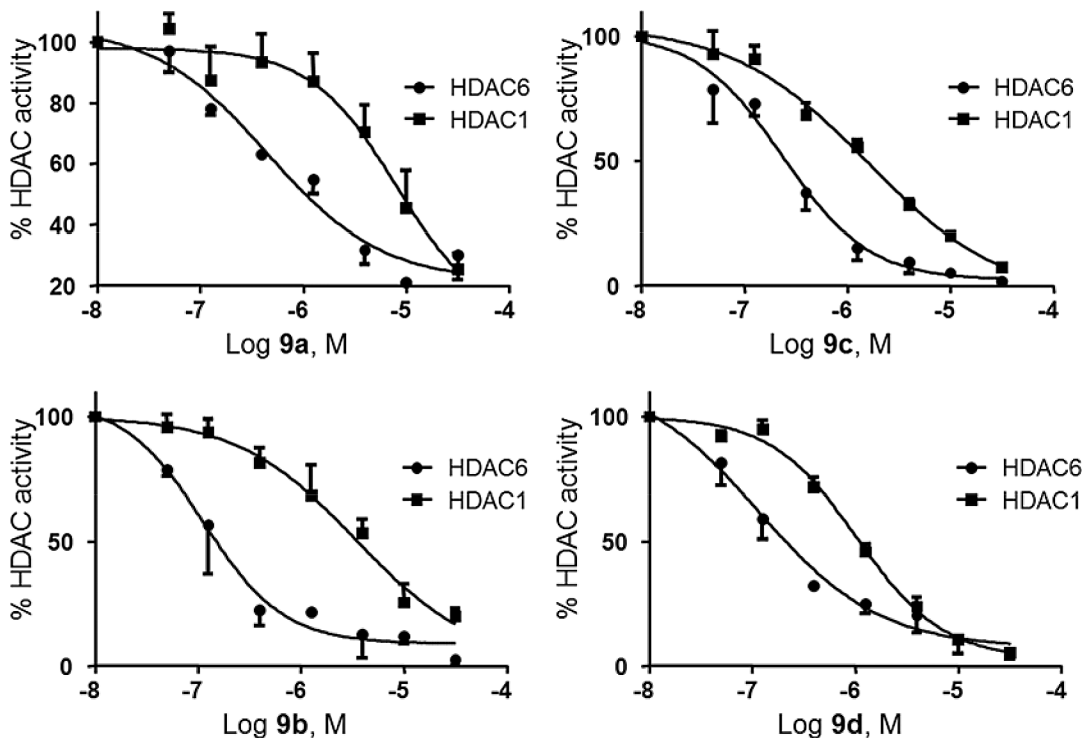 % HDAC activity
100
80
60
40
20
-8 -7 -6 -5 -4
Log 9a, M
HDAC6
HDAC1
% HDAC activity
100
50
0
-8 -7 -6 -5 -4
Log 9c, M
HDAC6
HDAC1
% HDAC activity
100
50
0
-8 -7 -6 -5 -4
Log 9b, M
HDAC6
HDAC1
% HDAC activity
100
50
0
-8 -7 -6 -5 -4
Log 9d, M
HDAC6
HDAC1